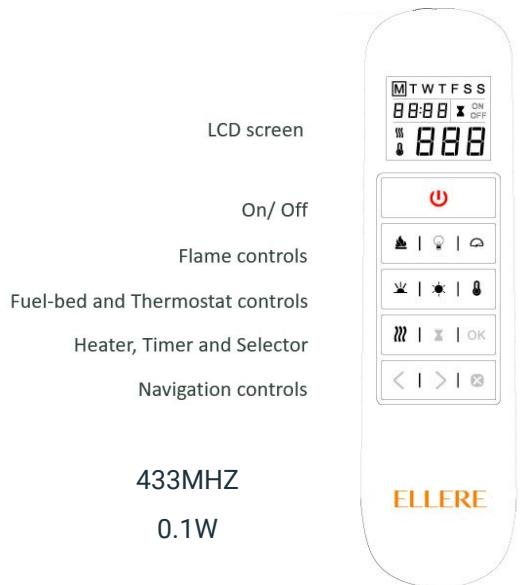 LCD screen
M T W T F S S
88:88 ON
OFF
888
On/ Off
Flame controls
Fuel-bed and Thermostat controls
Heater, Timer and Selector
OK
Navigation controls
433MHZ
0.1W
ELLERE